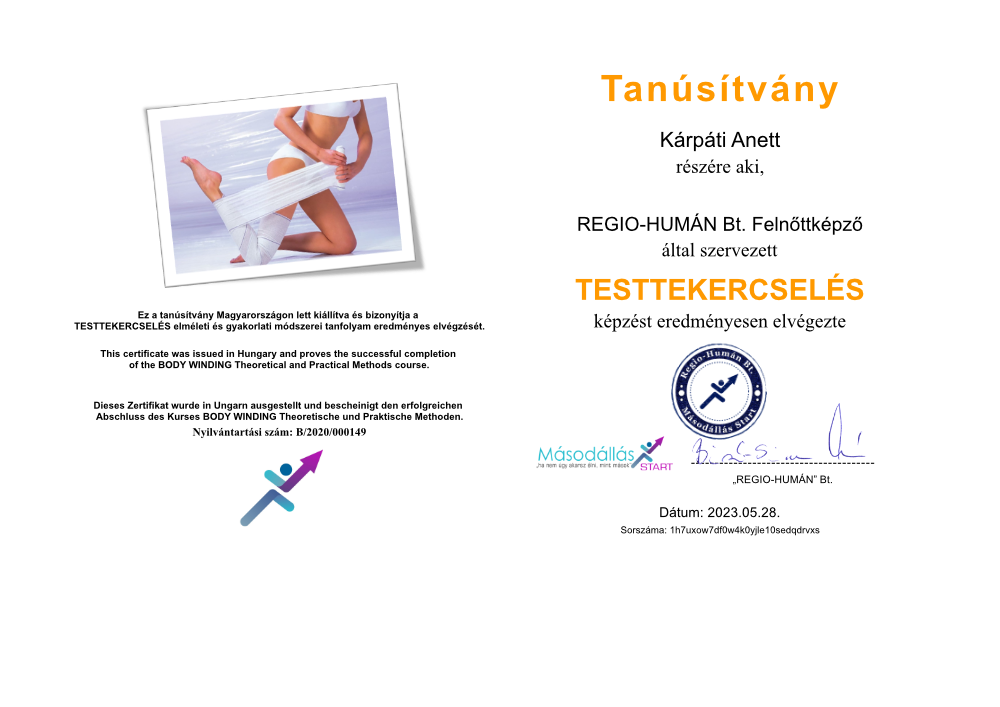 Ez a tanúsítvány Magyarországon lett kiállítva és bizonyítja a
TESTTEKERCSELÉS elméleti és gyakorlati módszerei tanfolyam eredményes elvégzését.
This certificate was issued in Hungary and proves the successful completion
of the BODY WINDING Theoretical and Practical Methods course.
Dieses Zertifikat wurde in Ungarn ausgestellt und bescheinigt den erfolgreichen
Abschluss des Kurses BODY WINDING Theoretische und Praktische Methoden.
Nyilvántartási szám: B/2020/000149
Tanúsítvány
Kárpáti Anett
részére aki,
REGIO-HUMÁN Bt. Felnőttképző
által szervezett
TESTTEKERCSELÉS
képzést eredményesen elvégezte
Regio-Humán Bt.
Másodállás Start
Másodállás
START
„ha nem úgy akarsz élni, mint mások”
„REGIO-HUMÁN” Bt.
Dátum: 2023.05.28.
Sorszáma: 1h7uxow7df0w4k0yjle10sedqdrvxs